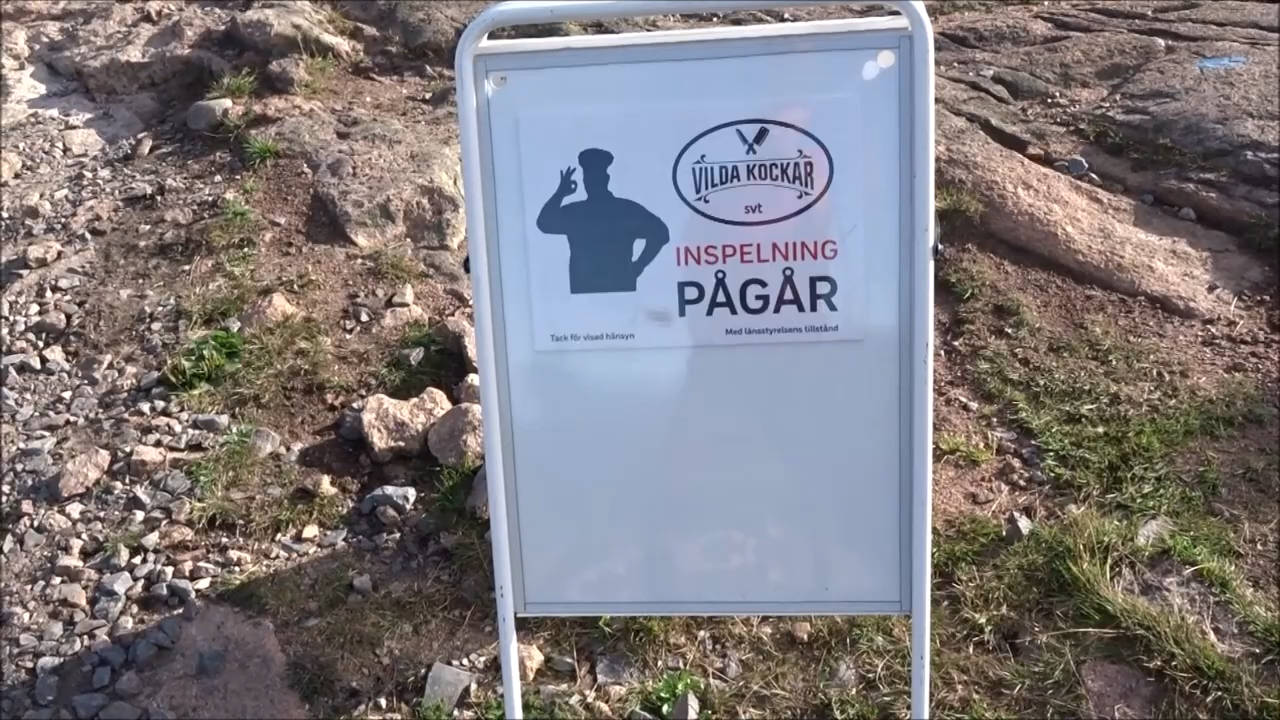 VILDA KOCKAR
svt
INSPELNING
PÅGÅR
Tack för visad hänsyn
Med länsstyrelsens tillstånd